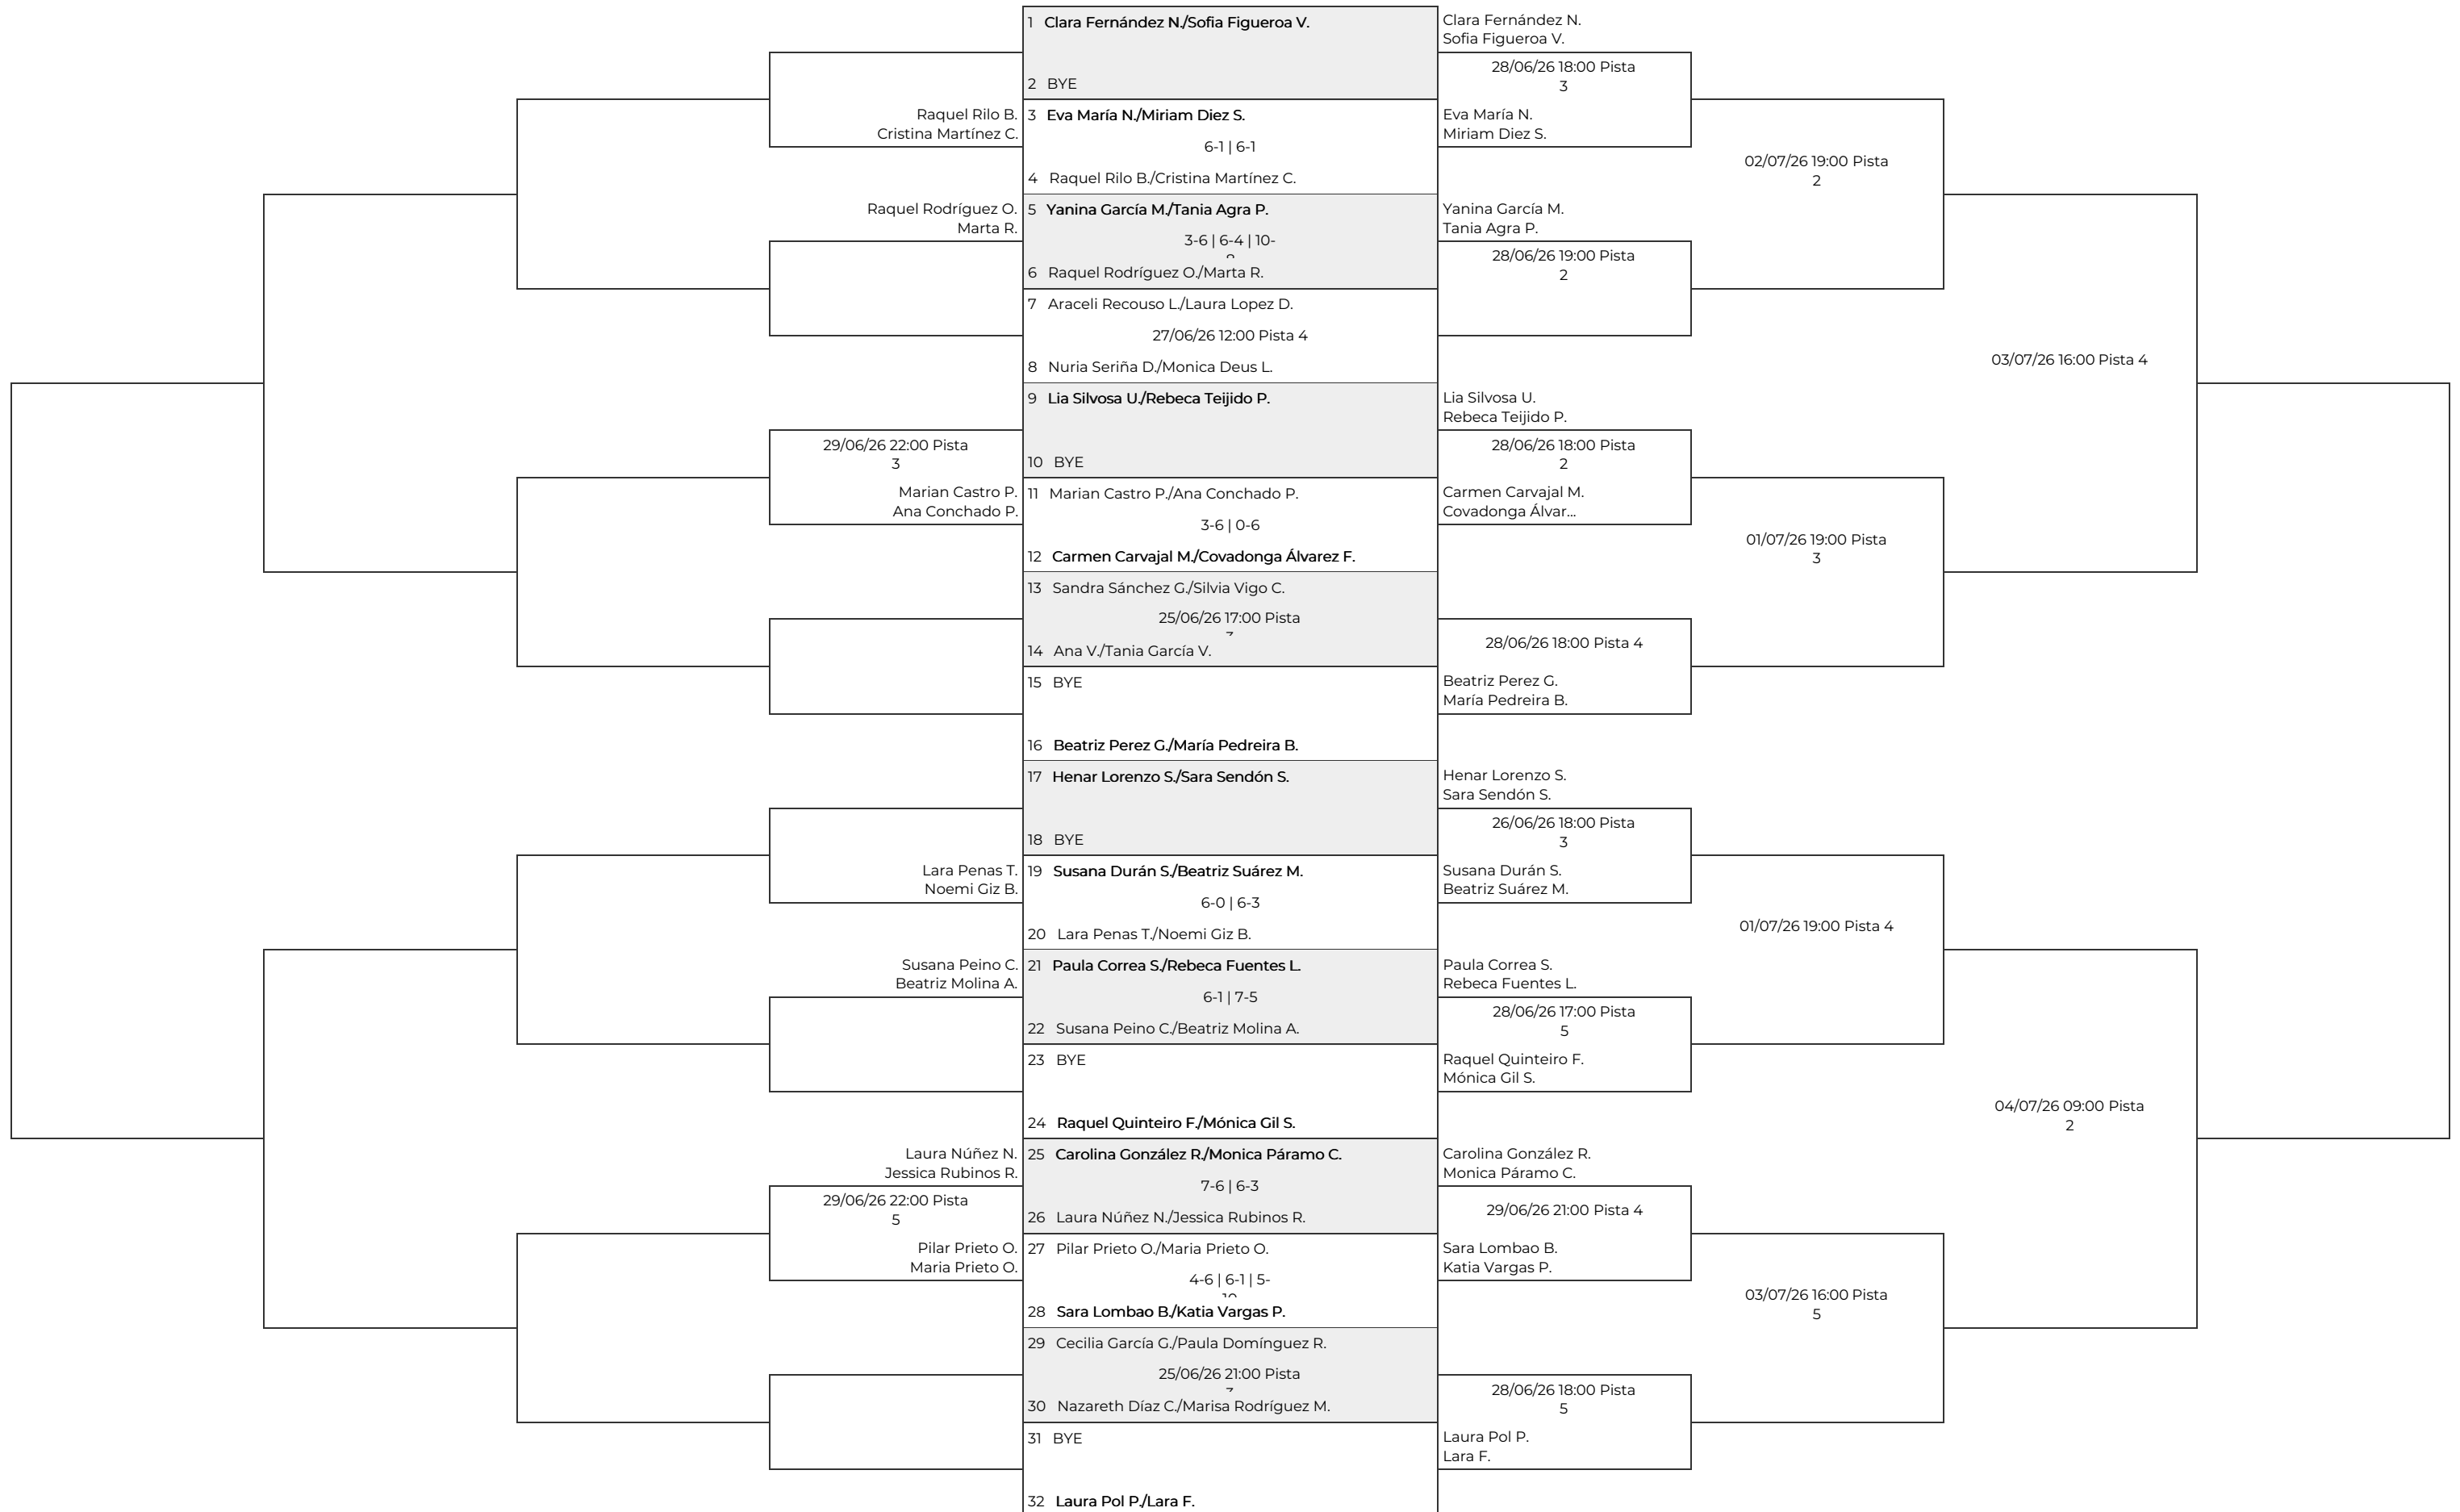 1 Clara Fernández N./Sofia Figueroa V.
2 BYE
3 Eva María N./Miriam Diez S.
6-1 | 6-1
4 Raquel Rilo B./Cristina Martínez C.
5 Yanina García M./Tania Agra P.
3-6 | 6-4 | 10-
6 Raquel Rodríguez O./Marta R.
7 Araceli Recouso L./Laura Lopez D.
27/06/26 12:00 Pista 4
8 Nuria Seriña D./Monica Deus L.
9 Lia Silvosa U./Rebeca Teijido P.
10 BYE
11 Marian Castro P./Ana Conchado P.
3-6 | 0-6
12 Carmen Carvajal M./Covadonga Álvarez F.
13 Sandra Sánchez G./Silvia Vigo C.
25/06/26 17:00 Pista
14 Ana V./Tania García V.
15 BYE
16 Beatriz Perez G./María Pedreira B.
17 Henar Lorenzo S./Sara Sendón S.
18 BYE
19 Susana Durán S./Beatriz Suárez M.
6-0 | 6-3
20 Lara Penas T./Noemi Giz B.
21 Paula Correa S./Rebeca Fuentes L.
6-1 | 7-5
22 Susana Peino C./Beatriz Molina A.
23 BYE
24 Raquel Quinteiro F./Mónica Gil S.
25 Carolina González R./Monica Páramo C.
7-6 | 6-3
26 Laura Núñez N./Jessica Rubinos R.
27 Pilar Prieto O./Maria Prieto O.
4-6 | 6-1 | 5-
28 Sara Lombao B./Katia Vargas P.
29 Cecilia García G./Paula Domínguez R.
25/06/26 21:00 Pista
30 Nazareth Díaz C./Marisa Rodríguez M.
31 BYE
32 Laura Pol P./Lara F.
Raquel Rilo B.
Cristina Martínez C.
Raquel Rodríguez O.
Marta R.
29/06/26 22:00 Pista
3
Marian Castro P.
Ana Conchado P.
Lara Penas T.
Noemi Giz B.
Susana Peino C.
Beatriz Molina A.
Laura Núñez N.
Jessica Rubinos R.
29/06/26 22:00 Pista
5
Pilar Prieto O.
Maria Prieto O.
Clara Fernández N.
Sofia Figueroa V.
28/06/26 18:00 Pista
3
Eva María N.
Miriam Diez S.
Yanina García M.
Tania Agra P.
28/06/26 19:00 Pista
2
Lia Silvosa U.
Rebeca Teijido P.
28/06/26 18:00 Pista
2
Carmen Carvajal M.
Covadonga Álvar...
28/06/26 18:00 Pista 4
Beatriz Perez G.
María Pedreira B.
Henar Lorenzo S.
Sara Sendón S.
26/06/26 18:00 Pista
3
Susana Durán S.
Beatriz Suárez M.
Paula Correa S.
Rebeca Fuentes L.
28/06/26 17:00 Pista
5
Raquel Quinteiro F.
Mónica Gil S.
Carolina González R.
Monica Páramo C.
29/06/26 21:00 Pista 4
Sara Lombao B.
Katia Vargas P.
28/06/26 18:00 Pista
5
Laura Pol P.
Lara F.
02/07/26 19:00 Pista
2
01/07/26 19:00 Pista
3
01/07/26 19:00 Pista 4
03/07/26 16:00 Pista
5
03/07/26 16:00 Pista 4
04/07/26 09:00 Pista
2